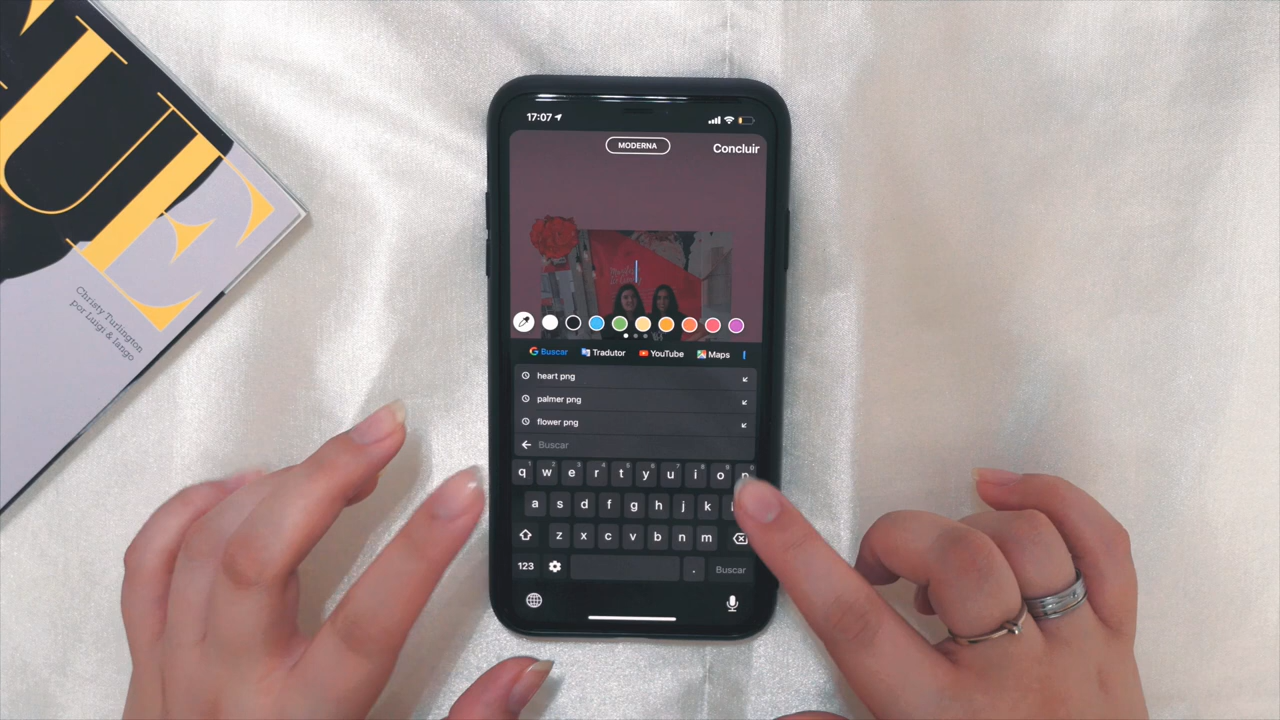 UE
Christy Turlington
por Luigi & Iango
17:07
MODERNA
Concluir
Buscar Tradutor YouTube Maps
heart png
palmer png
flower png
Buscar
q w e r t y u i o p
a s d f g h j k
z x c v b n m
123 . Buscar